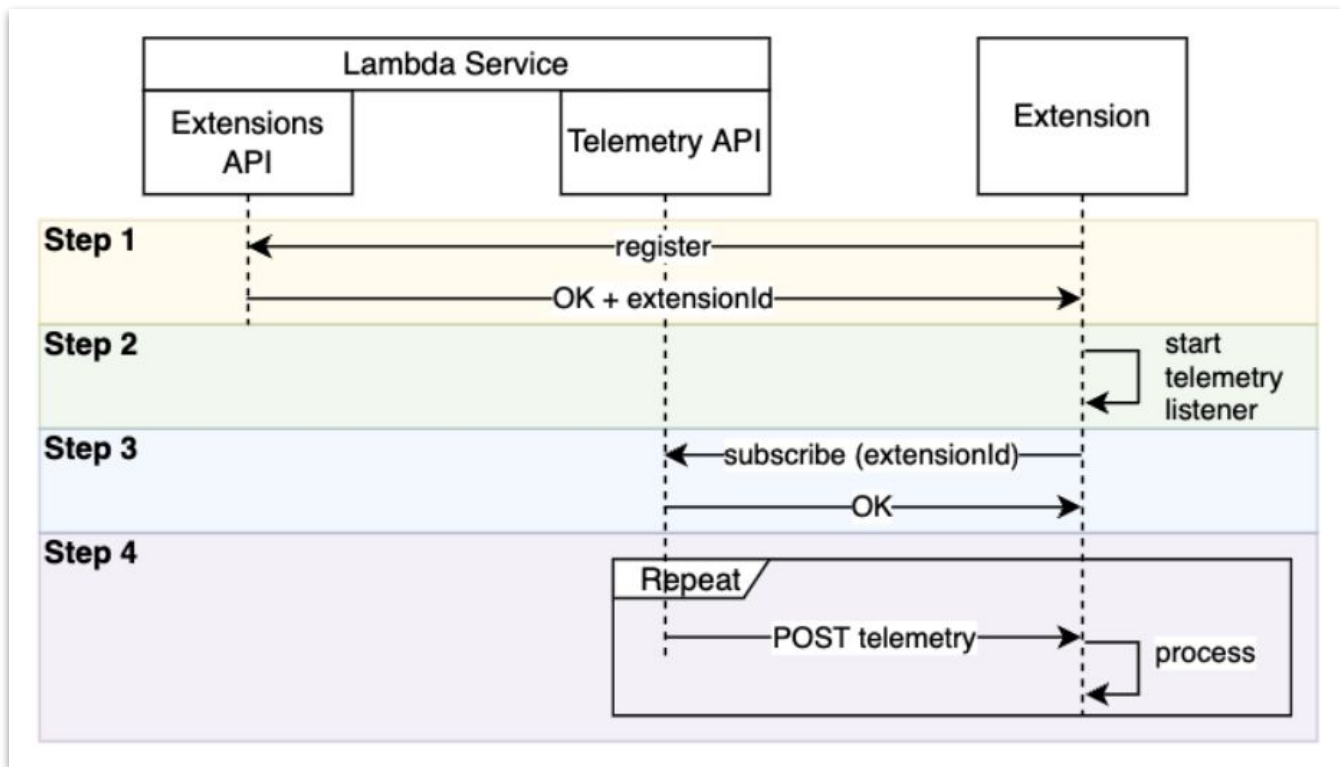 Lambda Service
Extensions
API
Telemetry API
Extension
Step 1
register
OK + extensionId
Step 2
start
telemetry
listener
Step 3
subscribe (extensionId)
OK
Step 4
Repeat
POST telemetry
process